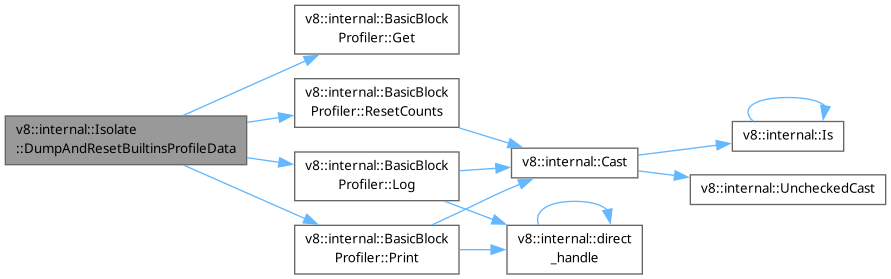 v8::internal::BasicBlock
Profiler::Get
v8::internal::BasicBlock
Profiler::ResetCounts
v8::internal::Isolate
::DumpAndResetBuiltinsProfileData
v8::internal::Is
v8::internal::Cast
v8::internal::BasicBlock
Profiler::Log
v8::internal::UncheckedCast
v8::internal::BasicBlock
Profiler::Print
v8::internal::direct
_handle